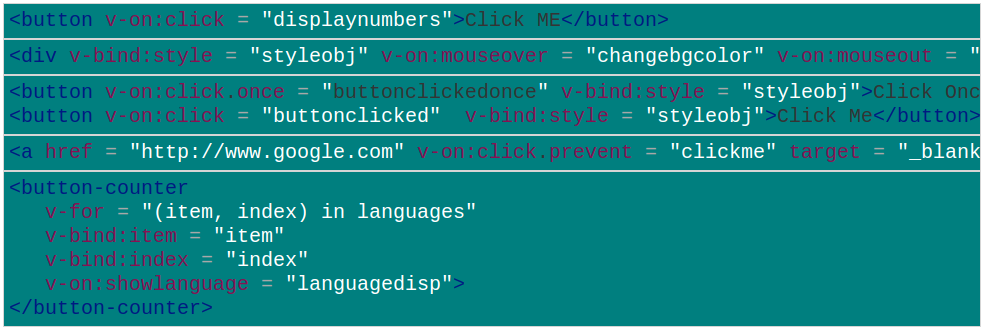 <button v-on:click = "displaynumbers">Click ME</button>
<div v-bind:style = "styleobj" v-on:mouseover = "changebgcolor" v-on:mouseout = "
<button v-on:click.once = "buttonclickedonce" v-bind:style = "styleobj">Click Onc
<button v-on:click = "buttonclicked"  v-bind:style = "styleobj">Click Me</button>
<a href = "http://www.google.com" v-on:click.prevent = "clickme" target = "_blank
<button-counter
   v-for = "(item, index) in languages"
   v-bind:item = "item"
   v-bind:index = "index"
   v-on:showlanguage = "languagedisp">
</button-counter>